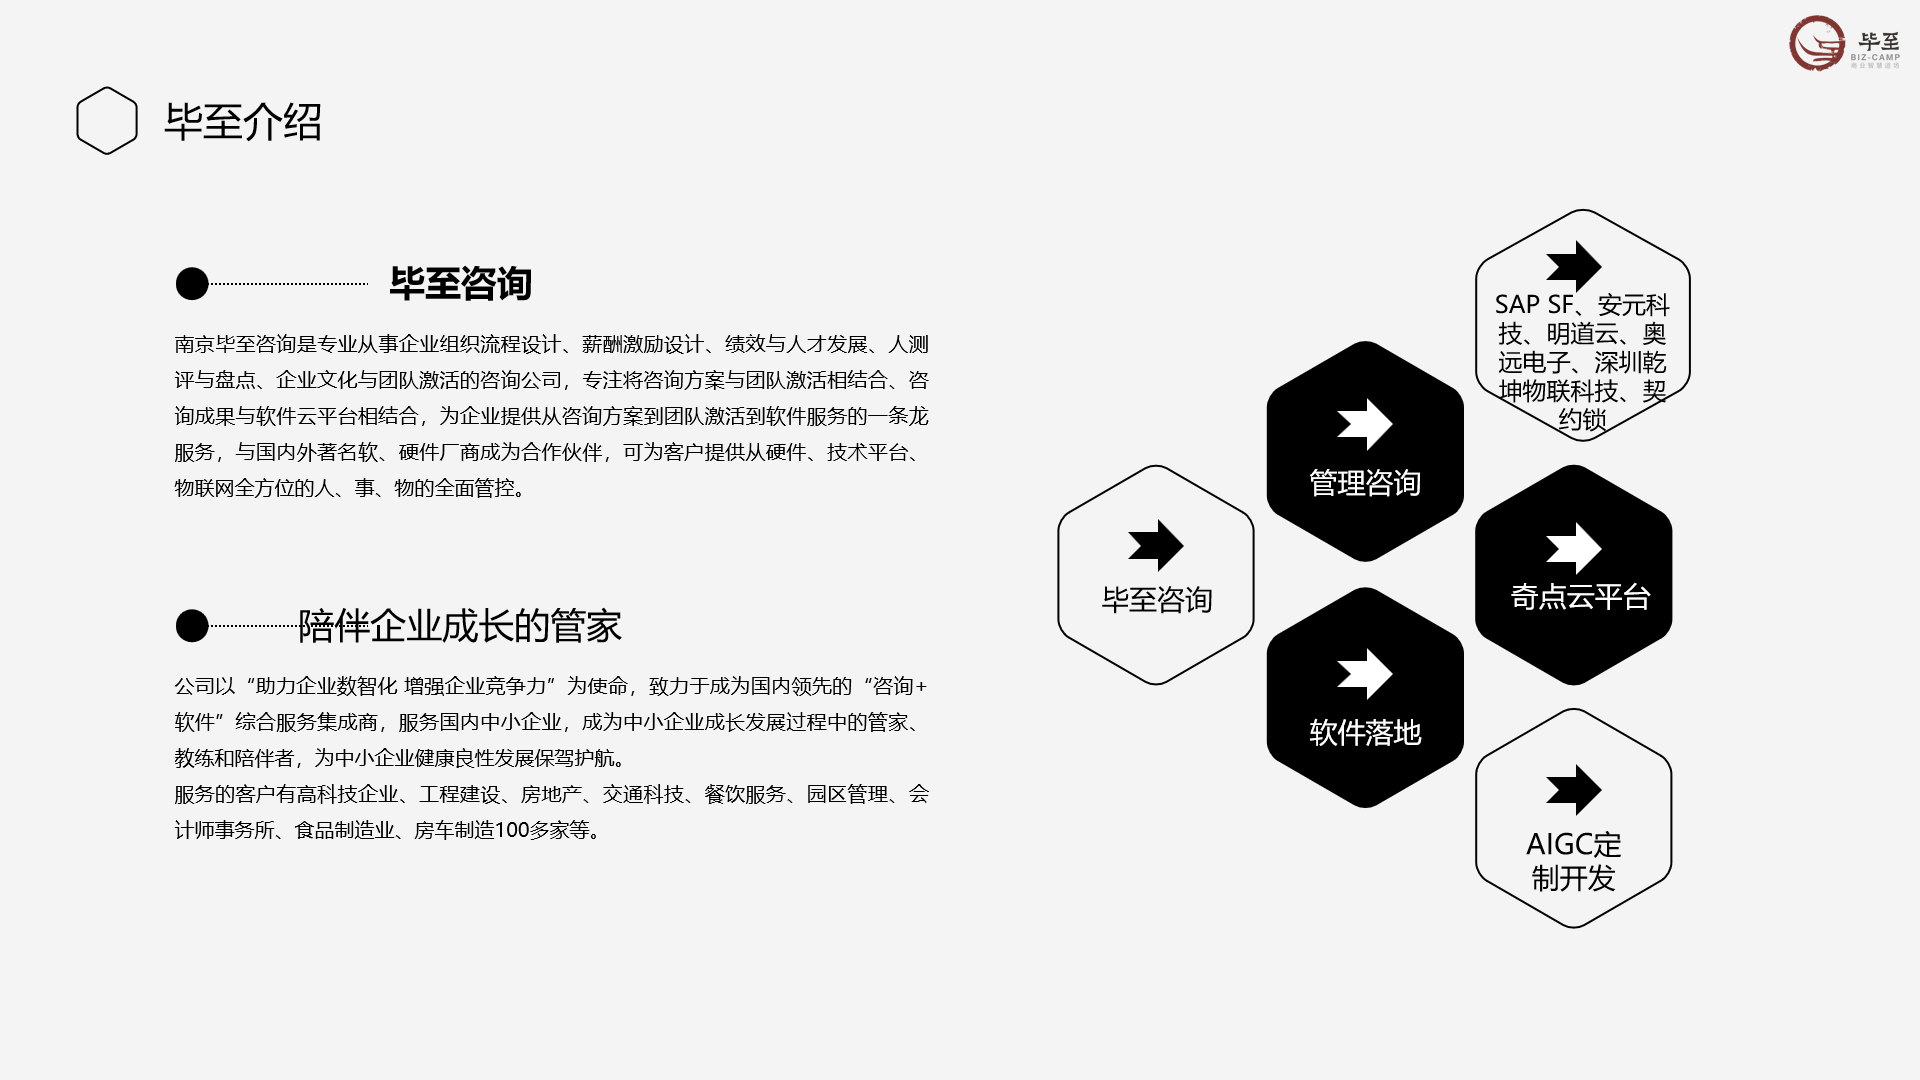 毕至
BIZ-CAMP
商业智慧道场
毕至介绍
毕至咨询
南京毕至咨询是专业从事企业组织流程设计、薪酬激励设计、绩效与人才发展、人测
评与盘点、企业文化与团队激活的咨询公司，专注将咨询方案与团队激活相结合、咨
询成果与软件云平台相结合，为企业提供从咨询方案到团队激活到软件服务的一条龙
服务，与国内外著名软、硬件厂商成为合作伙伴，可为客户提供从硬件、技术平台、
物联网全方位的人、事、物的全面管控。
陪伴企业成长的管家
公司以“助力企业数智化 增强企业竞争力”为使命，致力于成为国内领先的“咨询+
软件”综合服务集成商，服务国内中小企业，成为中小企业成长发展过程中的管家、
教练和陪伴者，为中小企业健康良性发展保驾护航。
服务的客户有高科技企业、工程建设、房地产、交通科技、餐饮服务、园区管理、会
计师事务所、食品制造业、房车制造100多家等。
SAP SF、安元科
技、明道云、奥
远电子、深圳乾
坤物联科技、契
约锁
管理咨询
毕至咨询
奇点云平台
软件落地
AIGC定
制开发